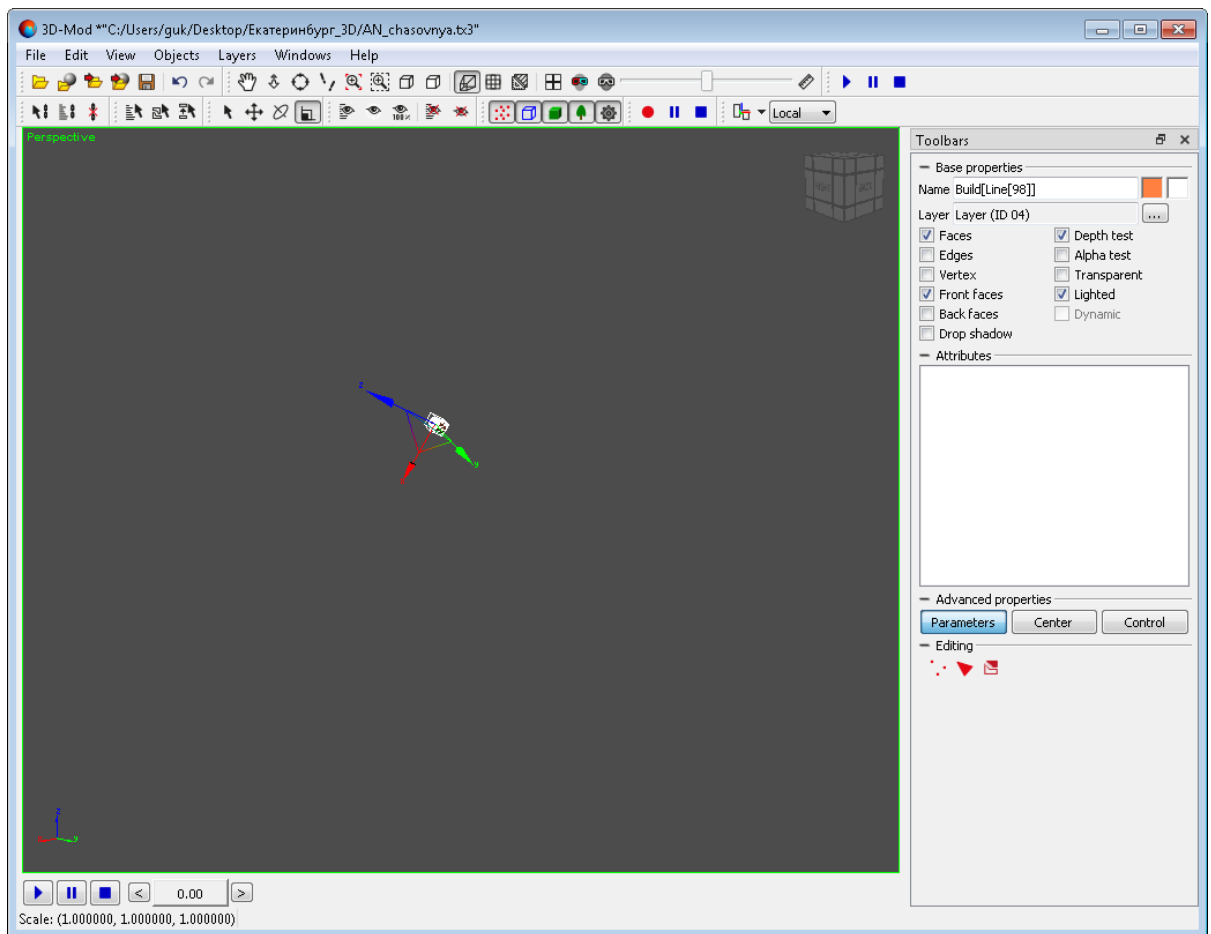 3D-Mod *"C:/Users/guk/Desktop/Екатеринбург_3D/AN_chasovnya.tx3"
File Edit View Objects Layers Windows Help
100%
Local
Perspective
Toolbars
Base properties
Name Build[Line[98]]
Layer Layer (ID 04) ...
Faces Depth test
Edges Alpha test
Vertex Transparent
Front faces Lighted
Back faces Dynamic
Drop shadow
Attributes
z
y
Advanced properties
Parameters Center Control
Editing
z
y
< 0.00 >
Scale: (1.000000, 1.000000, 1.000000)